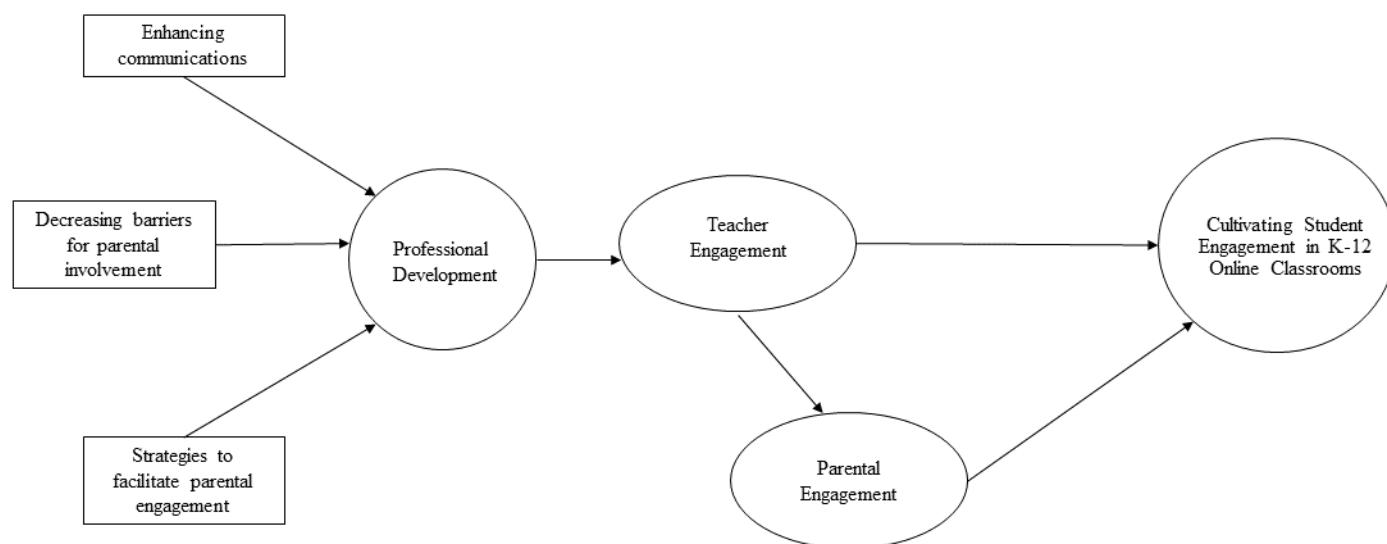 Enhancing
communications
Decreasing barriers
for parental
involvement
Strategies to
facilitate parental
engagement
Professional
Development
Teacher
Engagement
Parental
Engagement
Cultivating Student
Engagement in K-12
Online Classrooms